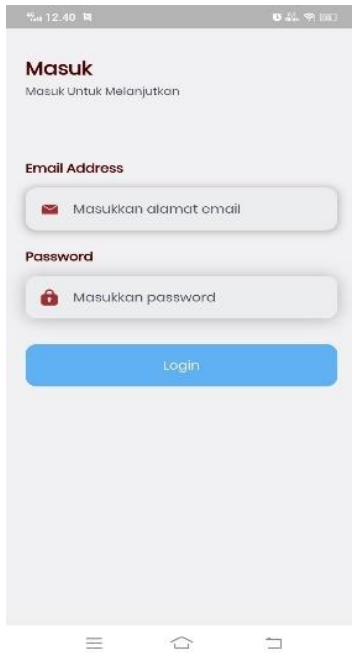 12.40
Masuk
Masuk Untuk Melanjutkan
Email Address
Masukkan alamat email
Password
Masukkan password
Login